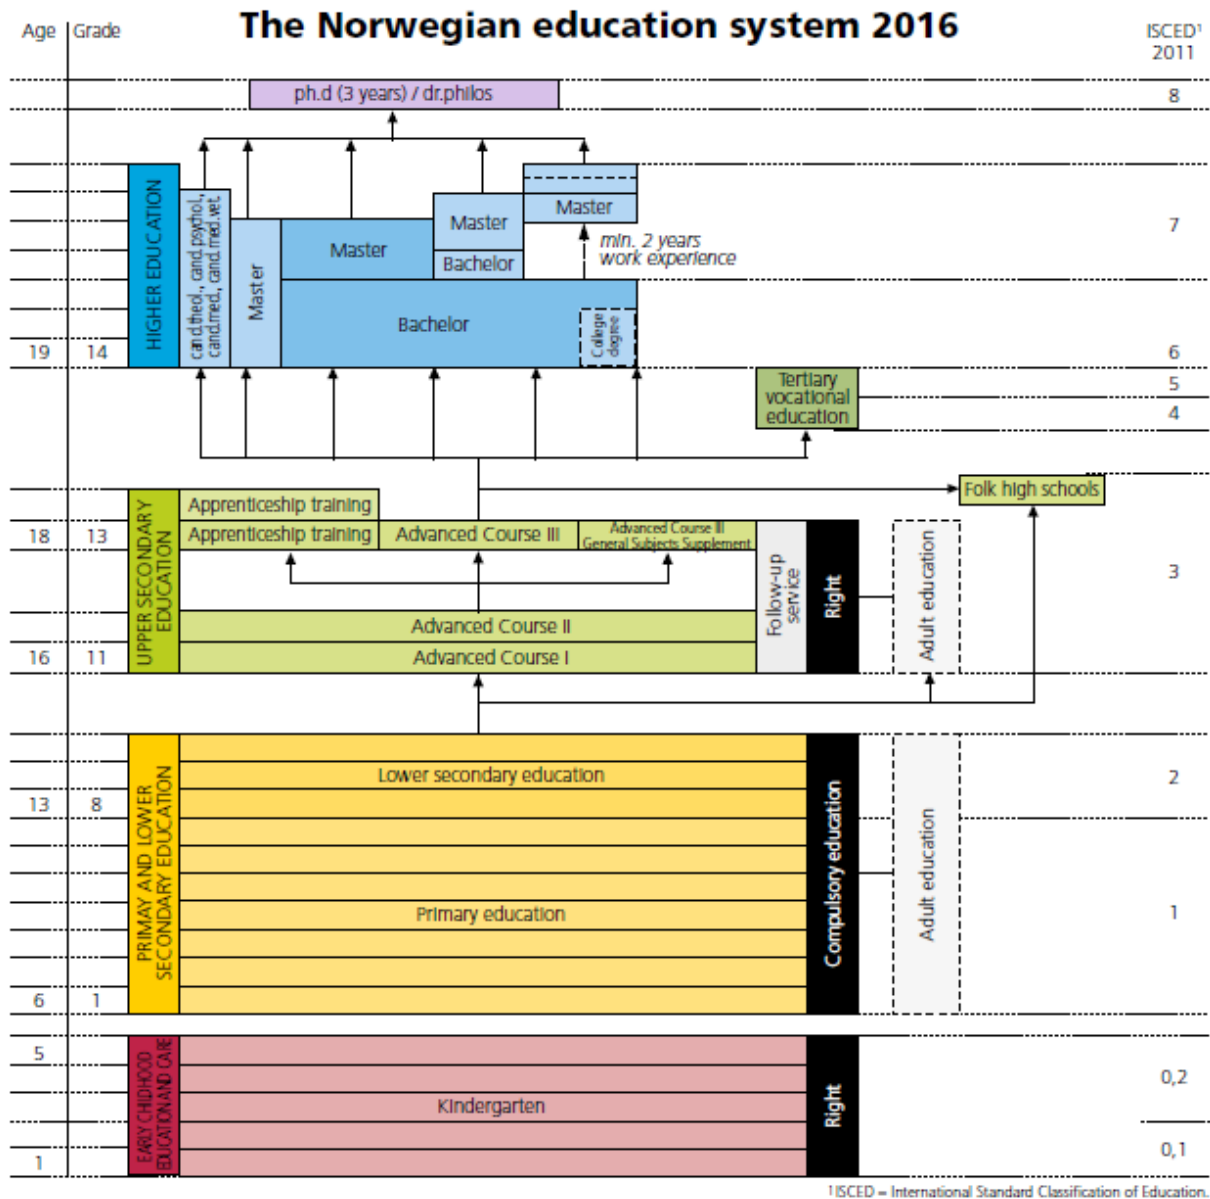 The Norwegian education system 2016
Age Grade
ISCED¹
2011
ph.d (3 years) / dr.philos
8
HIGHER EDUCATION
cand.theol., cand.psychol.,
cand.med., cand.med.vet.
Master
Master
Master
Bachelor
Master
min. 2 years
work experience
7
Bachelor
College
degree
19 14
6
Tertiary
vocational
education
5
4
Folk high schools
UPPER SECONDARY
EDUCATION
Apprenticeship training
Apprenticeship training
Advanced Course III
Advanced Course III
General Subjects Supplement
18 13
Follow-up
service
Right
Adult education
3
Advanced Course II
Advanced Course I
16 11
PRIMAY AND LOWER
SECONDARY EDUCATION
Lower secondary education
2
13 8
Compulsory education
Adult education
Primary education
1
6 1
EARLY CHILDHOOD
EDUCATION AND CARE
5
Kindergarten
Right
0,2
0,1
1
¹ISCED = International Standard Classification of Education.